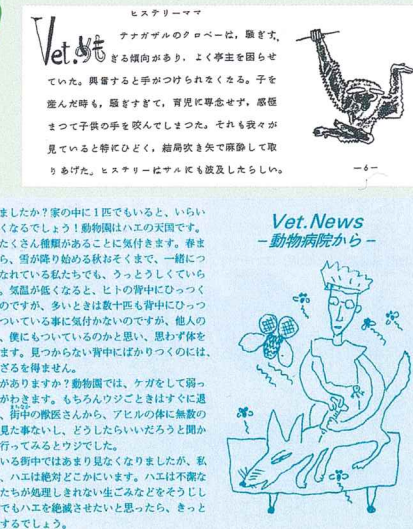 ヒステリーママ
Vet.めも
テナガザルのクロベーは，騒ぎす
ぎる傾向があり，よく亭主を困らせ
ていた。興奮すると手がつけられなくなる。子を
産んだ時も，騒ぎすぎて，育児に専念せず，感極
まって子供の手を咬んでしまった。それも我々が
見ていると特にひどく，結局吹き矢で麻酔して取
りあげた。ヒステリーはサルにも波及したらしい。
—6—
ましたか？家の中に１匹でもいると、いらい
くなるでしょう！動物園はハエの天国です。
たくさん種類があることに気付きます。春ま
ら、雪が降り始める秋おそくまで、一緒につ
なれている私たちでも、うっとうしくていら
。気温が低くなると、ヒトの背中にひっつく
のですが、多いときは数十匹も背中にひっつ
ついている事に気付かないのですが、他人の
、僕にもついているのかと思い、思わず体を
ます。見つからない背中にばかりつくのには、
ざるを得ません。
がありますか？動物園では、ケガをして弱っ
がわきます。もちろんウジごときはすぐに退
、街中の獣医さんから、アヒルの体に無数の
見た事ないし、どうしたらいいだろうと聞か
行ってみるとウジでした。
いる街中ではあまり見なくなりましたが、私
、ハエは絶対どこかにいます。ハエは不潔な
たちが処理しきれない生ごみなどをそうじし
でもハエを絶滅させたいと思ったら、きっと
するでしょう。
Vet.News
－動物病院から－